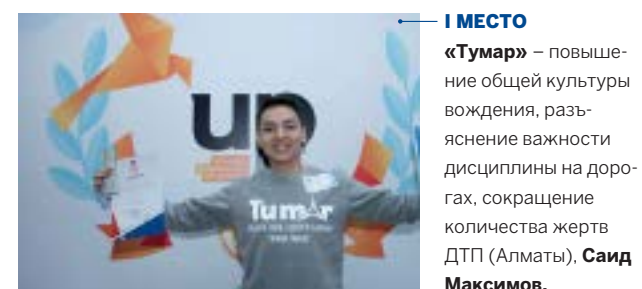 I МЕСТО
«Тумар» – повыше-
ние общей культуры
вождения, разъ-
яснение важности
дисциплины на доро-
гах, сокращение
количества жертв
ДТП (Алматы), Саид
Максимов.
up
Tumar